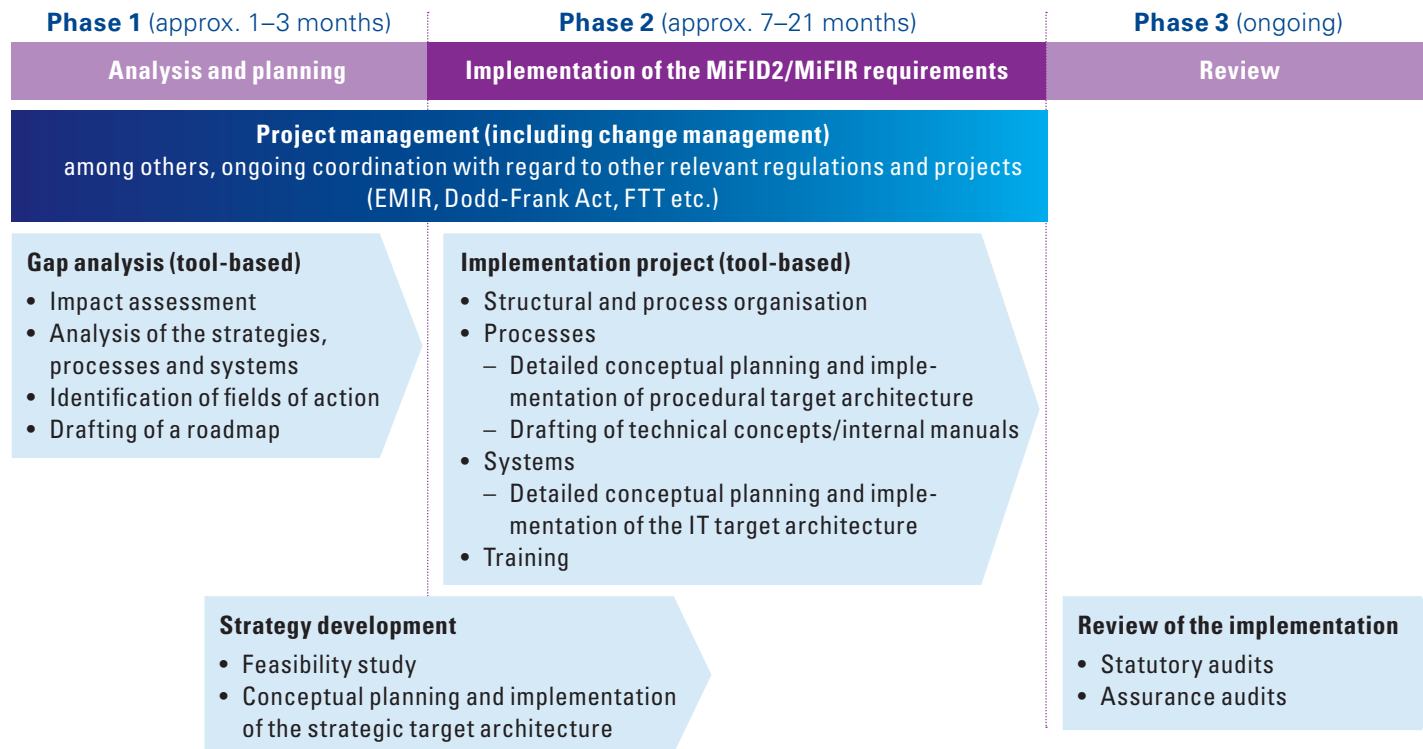 Phase 1 (approx. 1–3 months)
Phase 2 (approx. 7–21 months)
Phase 3 (ongoing)
Analysis and planning
Implementation of the MiFID2/MiFIR requirements
Review
Project management (including change management)
among others, ongoing coordination with regard to other relevant regulations and projects
(EMIR, Dodd-Frank Act, FTT etc.)
Gap analysis (tool-based)
• Impact assessment
• Analysis of the strategies,
processes and systems
• Identification of fields of action
• Drafting of a roadmap
Implementation project (tool-based)
• Structural and process organisation
• Processes
– Detailed conceptual planning and imple-
mentation of procedural target architecture
– Drafting of technical concepts/internal manuals
• Systems
– Detailed conceptual planning and imple-
mentation of the IT target architecture
• Training
Strategy development
• Feasibility study
• Conceptual planning and implementation
of the strategic target architecture
Review of the implementation
• Statutory audits
• Assurance audits